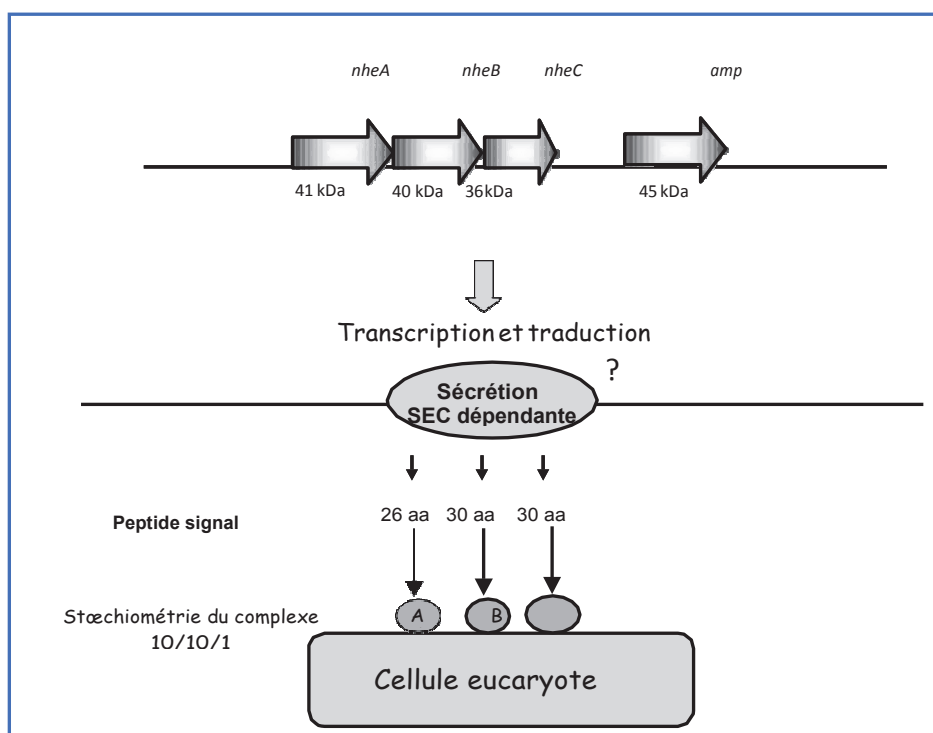 nheA nheB nheC amp
41 kDa 40 kDa 36kDa 45 kDa
Transcription et traduction
?
Sécrétion
SEC dépendante
Peptide signal 26 aa 30 aa 30 aa
Stœchiométrie du complexe
10/10/1
A B
Cellule eucaryote